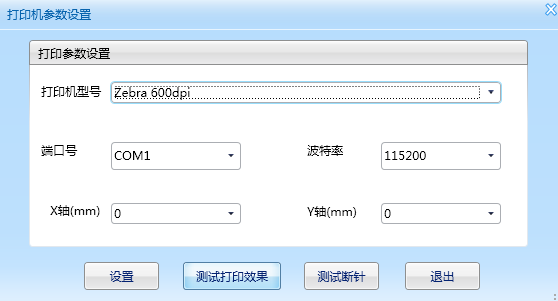 打印机参数设置
打印参数设置
打印机型号 Zebra 600dpi
端口号 COM1 波特率 115200
X轴(mm) 0 Y轴(mm) 0
设置 测试打印效果 测试断针 退出